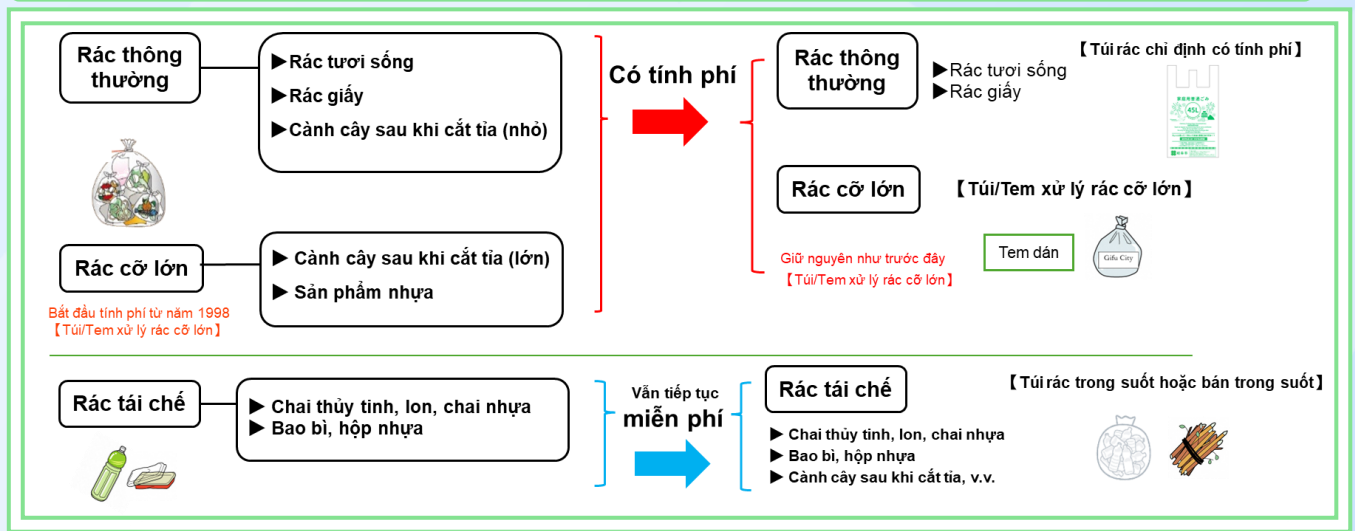 Rác thông
thường
▶Rác tươi sống
▶Rác giấy
▶Cành cây sau khi cắt tỉa (nhỏ)
Rác cỡ lớn
Bắt đầu tính phí từ năm 1998
【Túi/Tem xử lý rác cỡ lớn】
▶ Cành cây sau khi cắt tỉa (lớn)
▶ Sản phẩm nhựa
Có tính phí
Rác thông
thường
▶Rác tươi sống
▶Rác giấy
【Túi rác chỉ định có tính phí】
45L
Rác cỡ lớn
【Túi/Tem xử lý rác cỡ lớn】
Giữ nguyên như trước đây
【Túi/Tem xử lý rác cỡ lớn】
Tem dán
Gifu City
Rác tái chế
▶ Chai thủy tinh, lon, chai nhựa
▶ Bao bì, hộp nhựa
Vẫn tiếp tục
miễn phí
Rác tái chế
▶ Chai thủy tinh, lon, chai nhựa
▶ Bao bì, hộp nhựa
▶ Cành cây sau khi cắt tỉa, v.v.
【Túi rác trong suốt hoặc bán trong suốt】